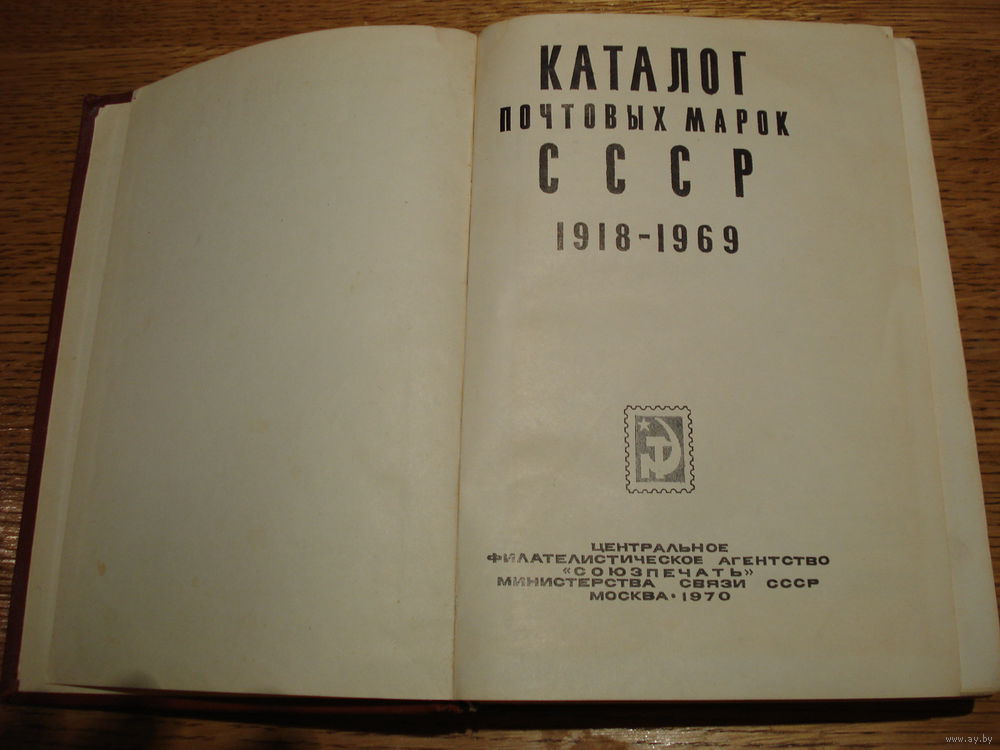 КАТАЛОГ
ПОЧТОВЫХ МАРОК
СССР
1918-1969
ЦЕНТРАЛЬНОЕ
ФИЛАТЕЛИСТИЧЕСКОЕ АГЕНТСТВО
«СОЮЗПЕЧАТЬ»
МИНИСТЕРСТВА СВЯЗИ СССР
МОСКВА • 1970
www.ay.by